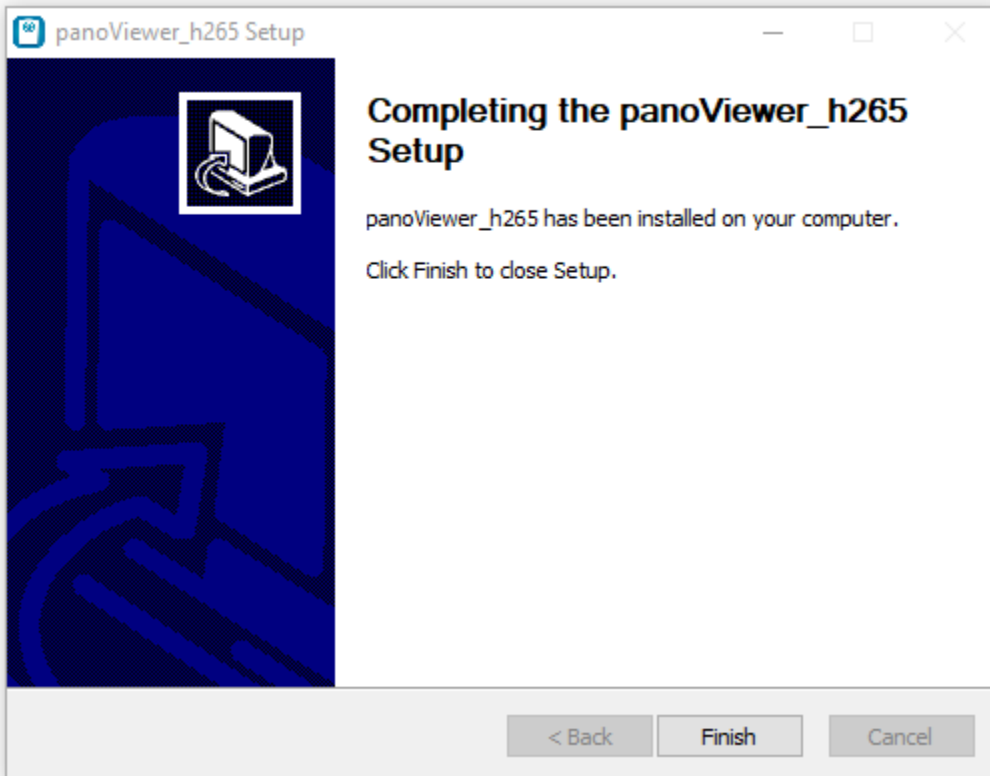 panoViewer_h265 Setup
Completing the panoViewer_h265
Setup
panoViewer_h265 has been installed on your computer.
Click Finish to close Setup.
< Back
Finish
Cancel